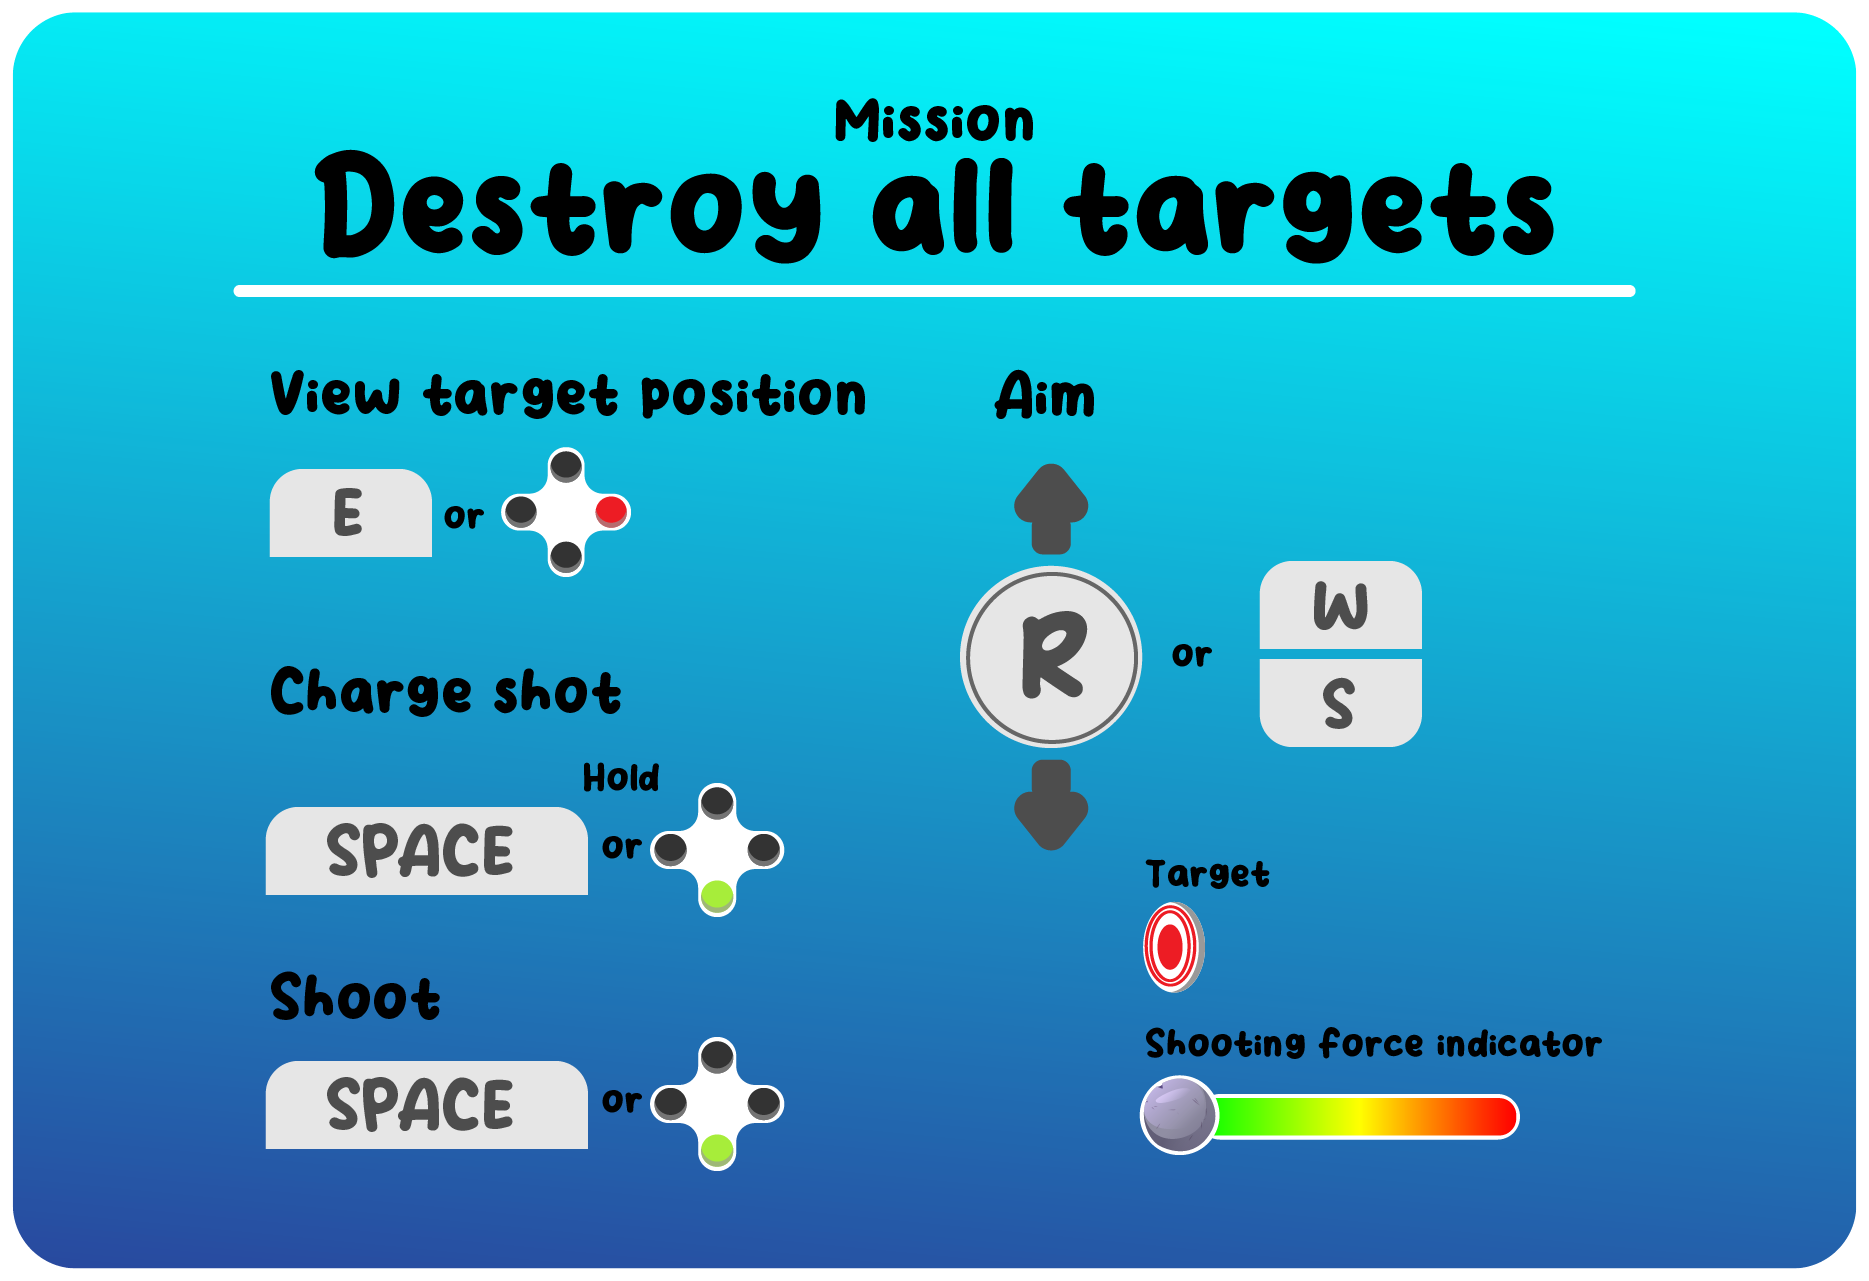 Mission
Destroy all targets
View target position
E or
Charge shot
Hold
SPACE or
Shoot
SPACE or
Aim
R or
W
S
Target
Shooting force indicator